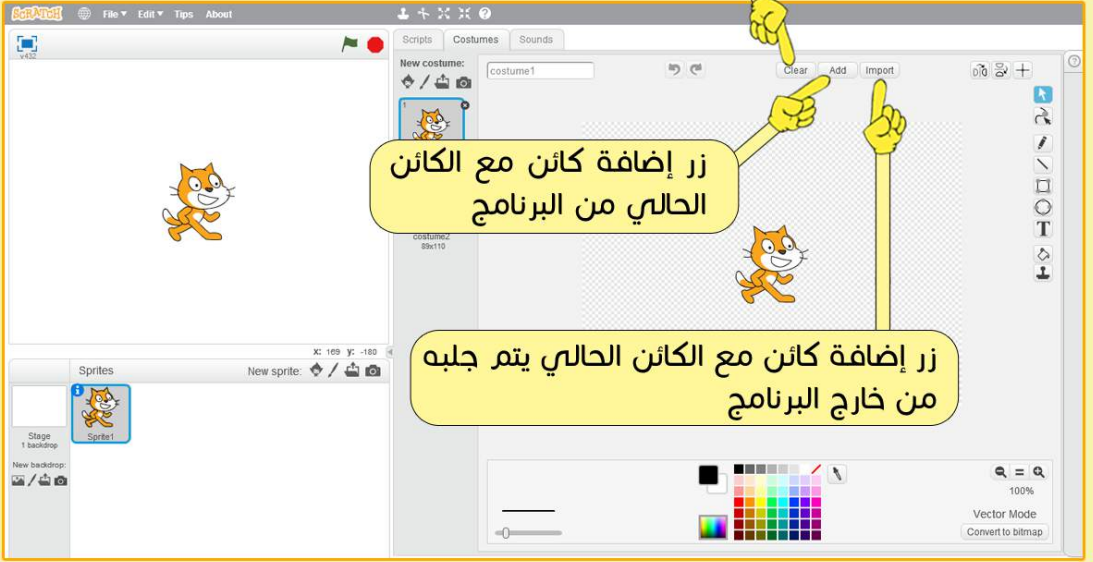 SCRATCH File Edit Tips About
v432
Scripts Costumes Sounds
New costume:
costume1
Clear Add Import
1
زر إضافة كائن مع الكائن
الحالي من البرنامج
costume2
89x110
T
زر إضافة كائن مع الكائن الحالي يتم جلبه
من خارج البرنامج
X: 169 y: -180
Sprites New sprite:
Sprite1
Stage
1 backdrop
New backdrop:
100%
Vector Mode
Convert to bitmap